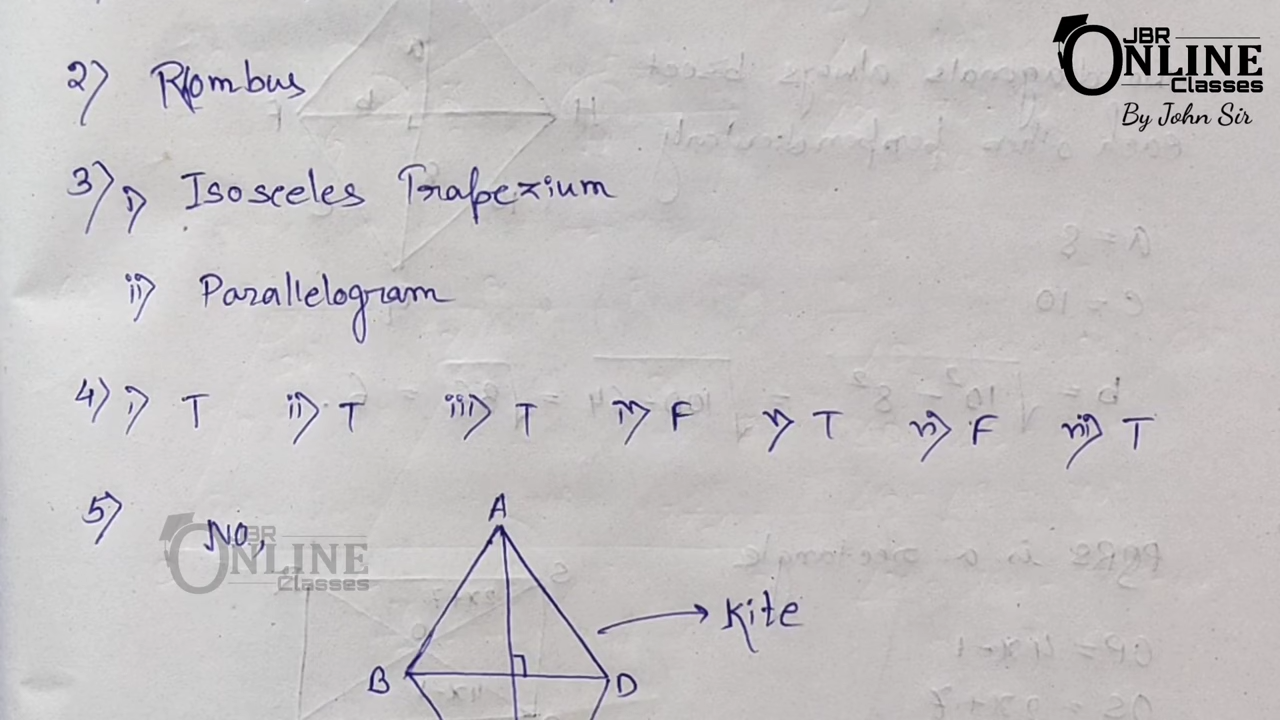 JBR
ONLINE
Classes
By John Sir
2) Rhombus
3) i) Isosceles Trapezium
ii) Parallelogram
4) i) T ii) T iii) T iv) F v) T vi) F vii) T
5) No,
JBR
ONLINE
Classes
A
Kite
B D